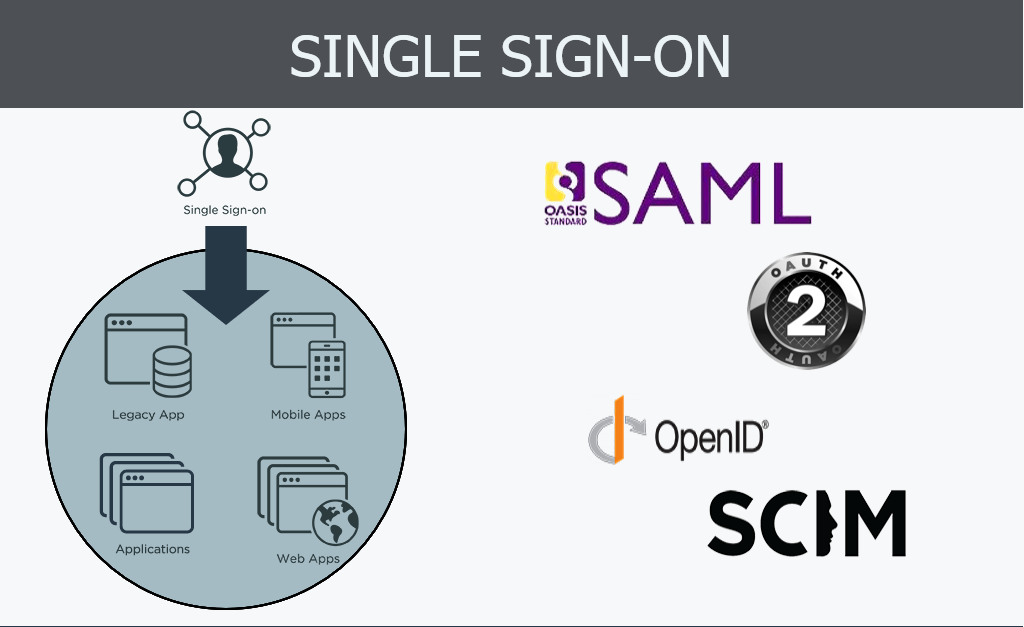 SINGLE SIGN-ON
Single Sign-on
Legacy App
Mobile Apps
Applications
Web Apps
OASIS
STANDARD
SAML
OAUTH
2
OAUTH
OpenID®
SCIM